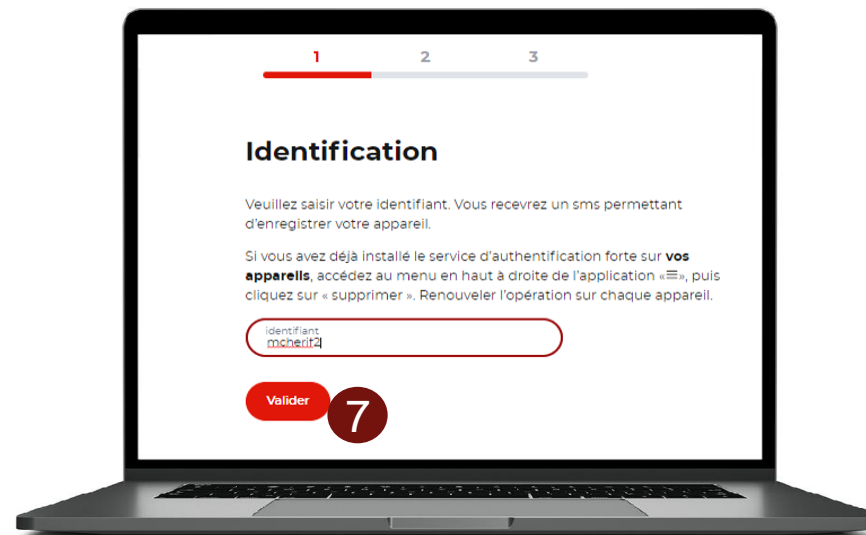 1 2 3
Identification
Veuillez saisir votre identifiant. Vous recevrez un sms permettant
d'enregistrer votre appareil.
Si vous avez déjà installé le service d'authentification forte sur vos
appareils, accédez au menu en haut à droite de l'application «≡», puis
cliquez sur « supprimer ». Renouveler l'opération sur chaque appareil.
identifiant
mcherif2
Valider
7